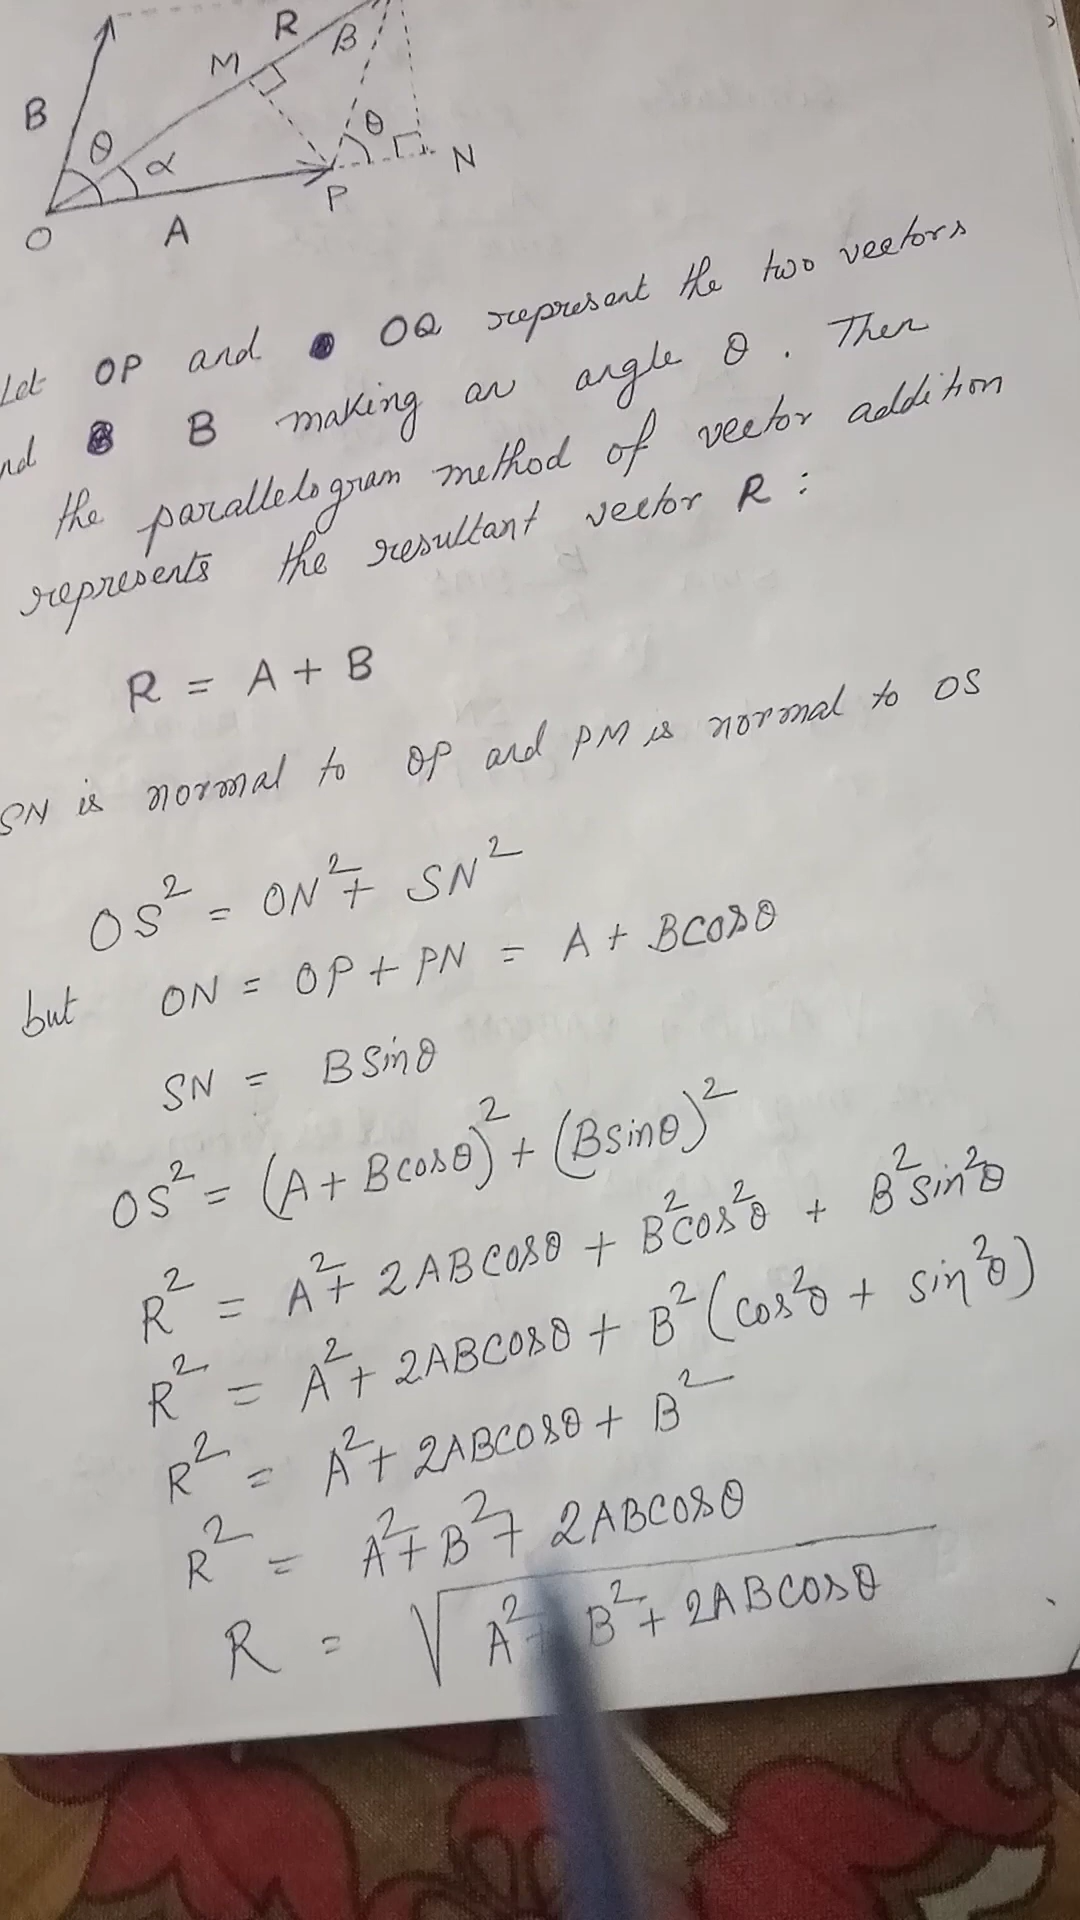 R
B
M
B
θ
α
θ
N
P
O
A
Let OP and OQ represent the two vectors
B making an angle θ. Then
the parallelogram method of vector addition
represents the resultant vector R :
R = A + B
SN is normal to OP and PM is normal to OS
OS² = ON² + SN²
but ON = OP + PN = A + Bcosθ
SN = Bsinθ
OS² = (A + Bcosθ)² + (Bsinθ)²
R² = A² + 2ABcosθ + B²cos²θ + B²sin²θ
R² = A² + 2ABcosθ + B²(cos²θ + sin²θ)
R² = A² + 2ABcosθ + B²
R² = A² + B² + 2ABcosθ
R = √A² + B² + 2ABcosθ